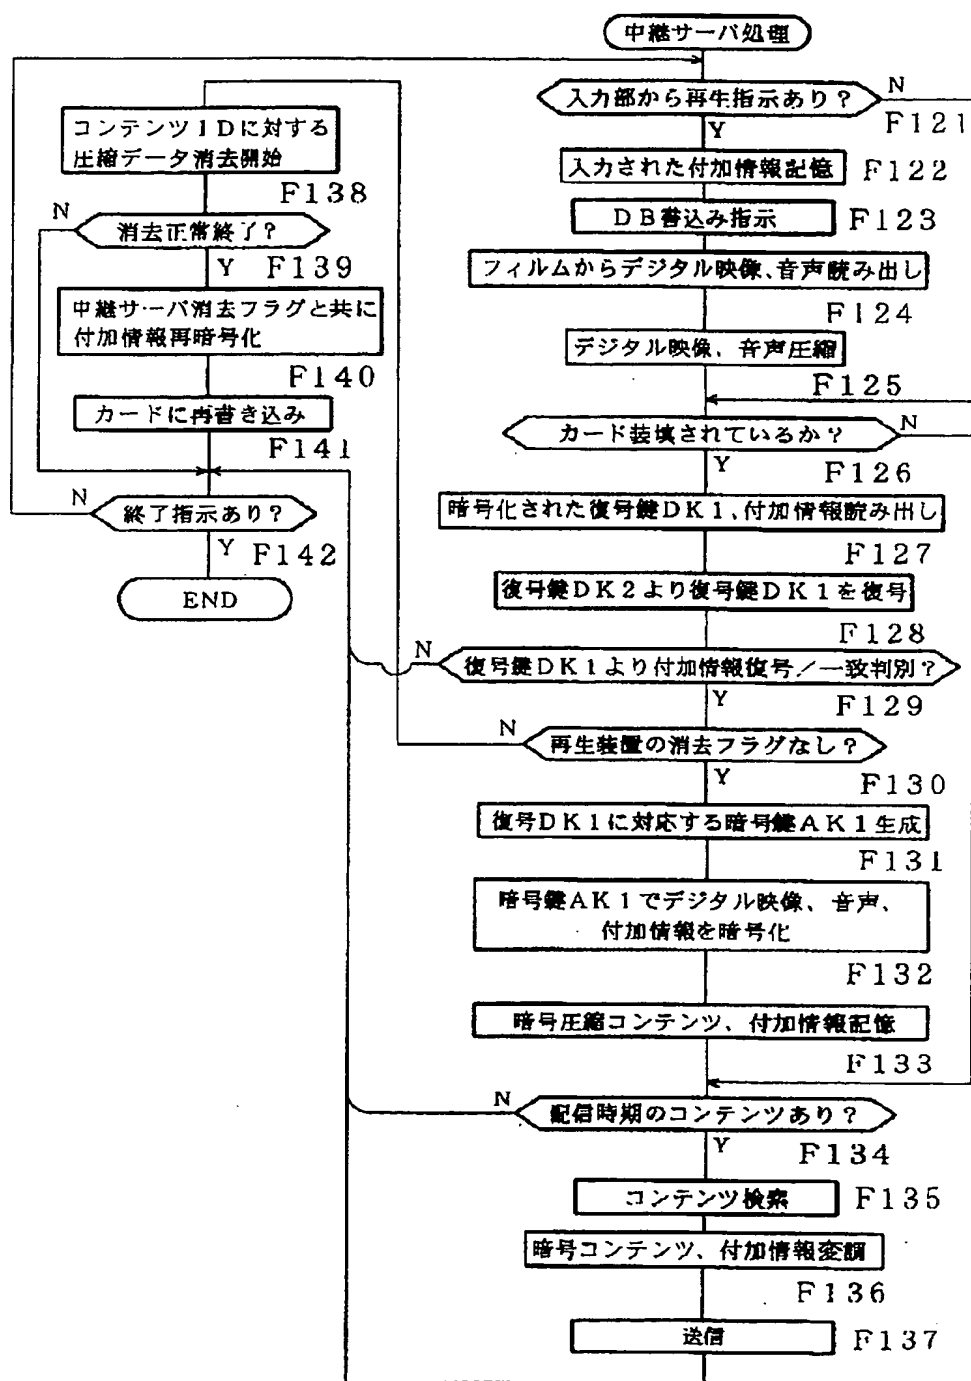 中継サーバ処理
入力部から再生指示あり？
N
F121
Y
入力された付加情報記憶
F122
DB書込み指示
F123
フィルムからデジタル映像、音声読み出し
F124
デジタル映像、音声圧縮
F125
カード装填されているか？
N
Y
F126
暗号化された復号鍵DK1、付加情報読み出し
F127
復号鍵DK2より復号鍵DK1を復号
F128
N
復号鍵DK1より付加情報復号／一致判別？
Y
F129
N
再生装置の消去フラグなし？
Y
F130
復号DK1に対応する暗号鍵AK1生成
F131
暗号鍵AK1でデジタル映像、音声、
付加情報を暗号化
F132
暗号圧縮コンテンツ、付加情報記憶
F133
N
配信時期のコンテンツあり？
Y
F134
コンテンツ検索
F135
暗号コンテンツ、付加情報変調
F136
送信
F137
コンテンツIDに対する
圧縮データ消去開始
F138
N
消去正常終了？
Y
F139
中継サーバ消去フラグと共に
付加情報再暗号化
F140
カードに再書き込み
F141
N
終了指示あり？
Y
F142
END